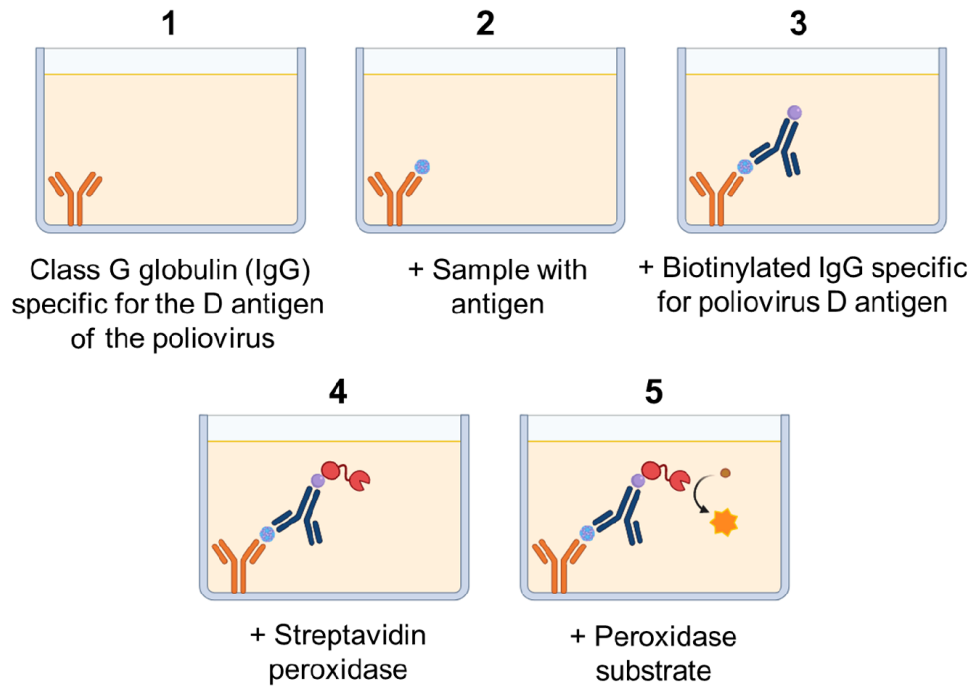 1
2
3
Class G globulin (IgG)
specific for the D antigen
of the poliovirus
+ Sample with
antigen
+ Biotinylated IgG specific
for poliovirus D antigen
4
5
+ Streptavidin
peroxidase
+ Peroxidase
substrate